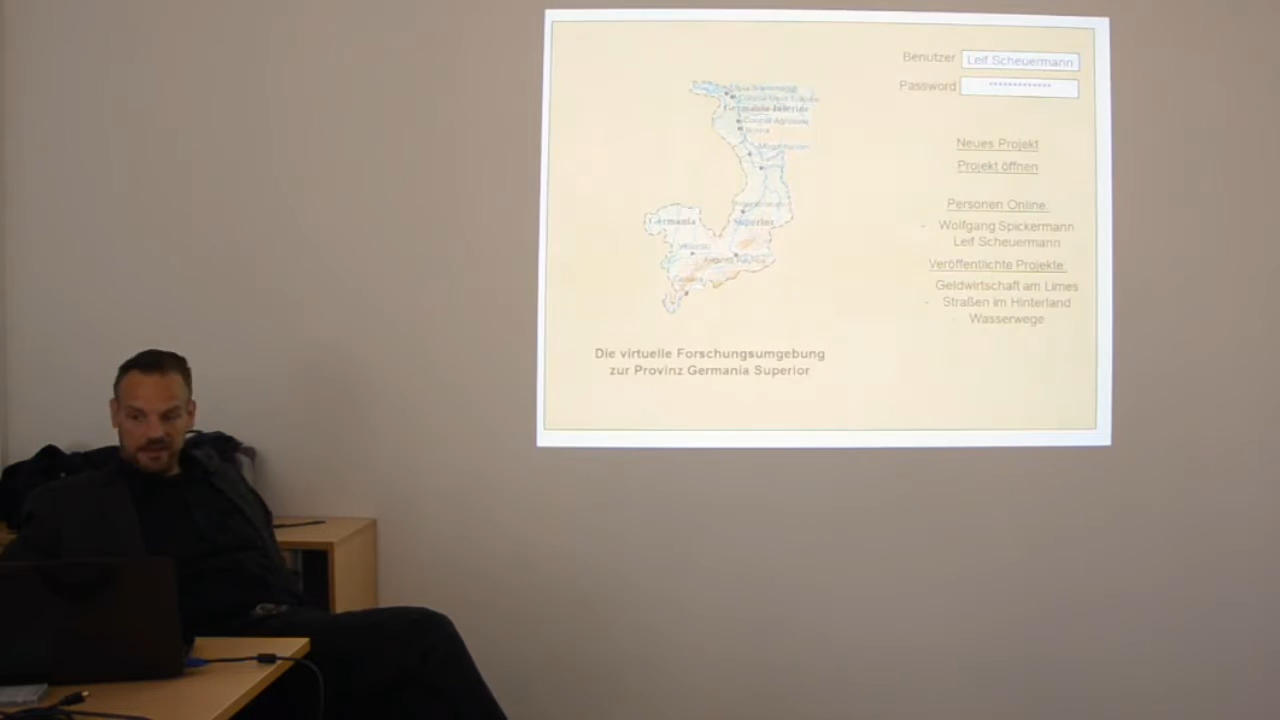 Benutzer Leif Scheuermann
Password *************
Germania Inferior
Germania Superior
Neues Projekt
Projekt öffnen
Personen Online:
- Wolfgang Spickermann
Leif Scheuermann
Veröffentlichte Projekte:
Geldwirtschaft am Limes
- Straßen im Hinterland
- Wasserwege
Die virtuelle Forschungsumgebung
zur Provinz Germania Superior